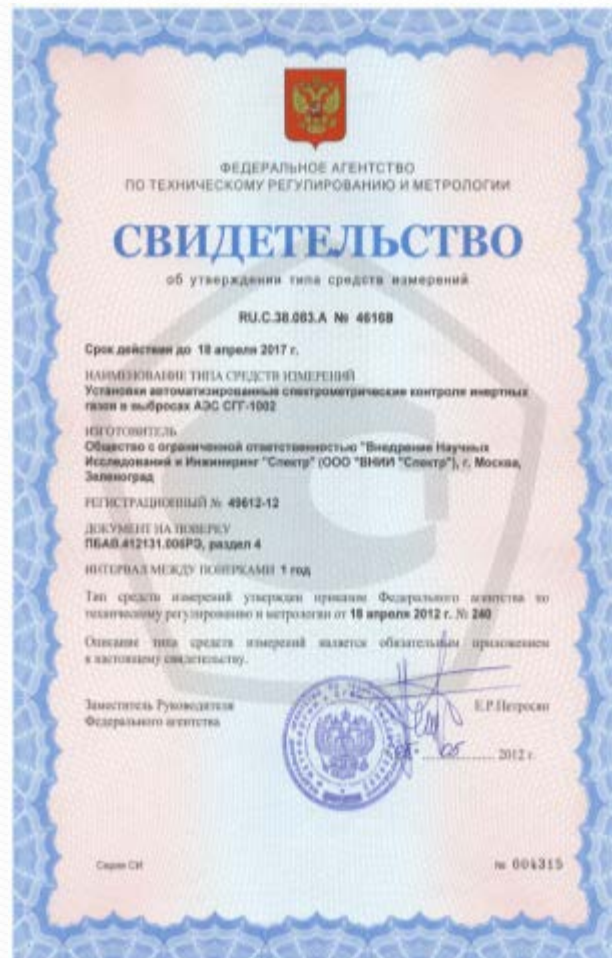 ФЕДЕРАЛЬНОЕ АГЕНТСТВО
ПО ТЕХНИЧЕСКОМУ РЕГУЛИРОВАНИЮ И МЕТРОЛОГИИ
СВИДЕТЕЛЬСТВО
об утверждении типа средств измерений
RU.C.38.083.A № 46168
Срок действия до 18 апреля 2017 г.
НАИМЕНОВАНИЕ ТИПА СРЕДСТВ ИЗМЕРЕНИЙ
Установки автоматизированные спектрометрические контроля инертных
газов в выбросах АЭС СГГ-1002
ИЗГОТОВИТЕЛЬ
Общество с ограниченной ответственностью "Внедрение Научных
Исследований и Инжиниринг "Спектр" (ООО "ВНИИ "Спектр"), г. Москва,
Зеленоград
РЕГИСТРАЦИОННЫЙ № 49612-12
ДОКУМЕНТ НА ПОВЕРКУ
ПБАВ.412131.006РЭ, раздел 4
ИНТЕРВАЛ МЕЖДУ ПОВЕРКАМИ 1 год
Тип средств измерений утвержден приказом Федерального агентства по
техническому регулированию и метрологии от 18 апреля 2012 г. № 240
Описание типа средств измерений является обязательным приложением
к настоящему свидетельству.
Заместитель Руководителя
Федерального агентства
Е.Р.Петросян
05 2012 г.
Серия СИ
№ 004315